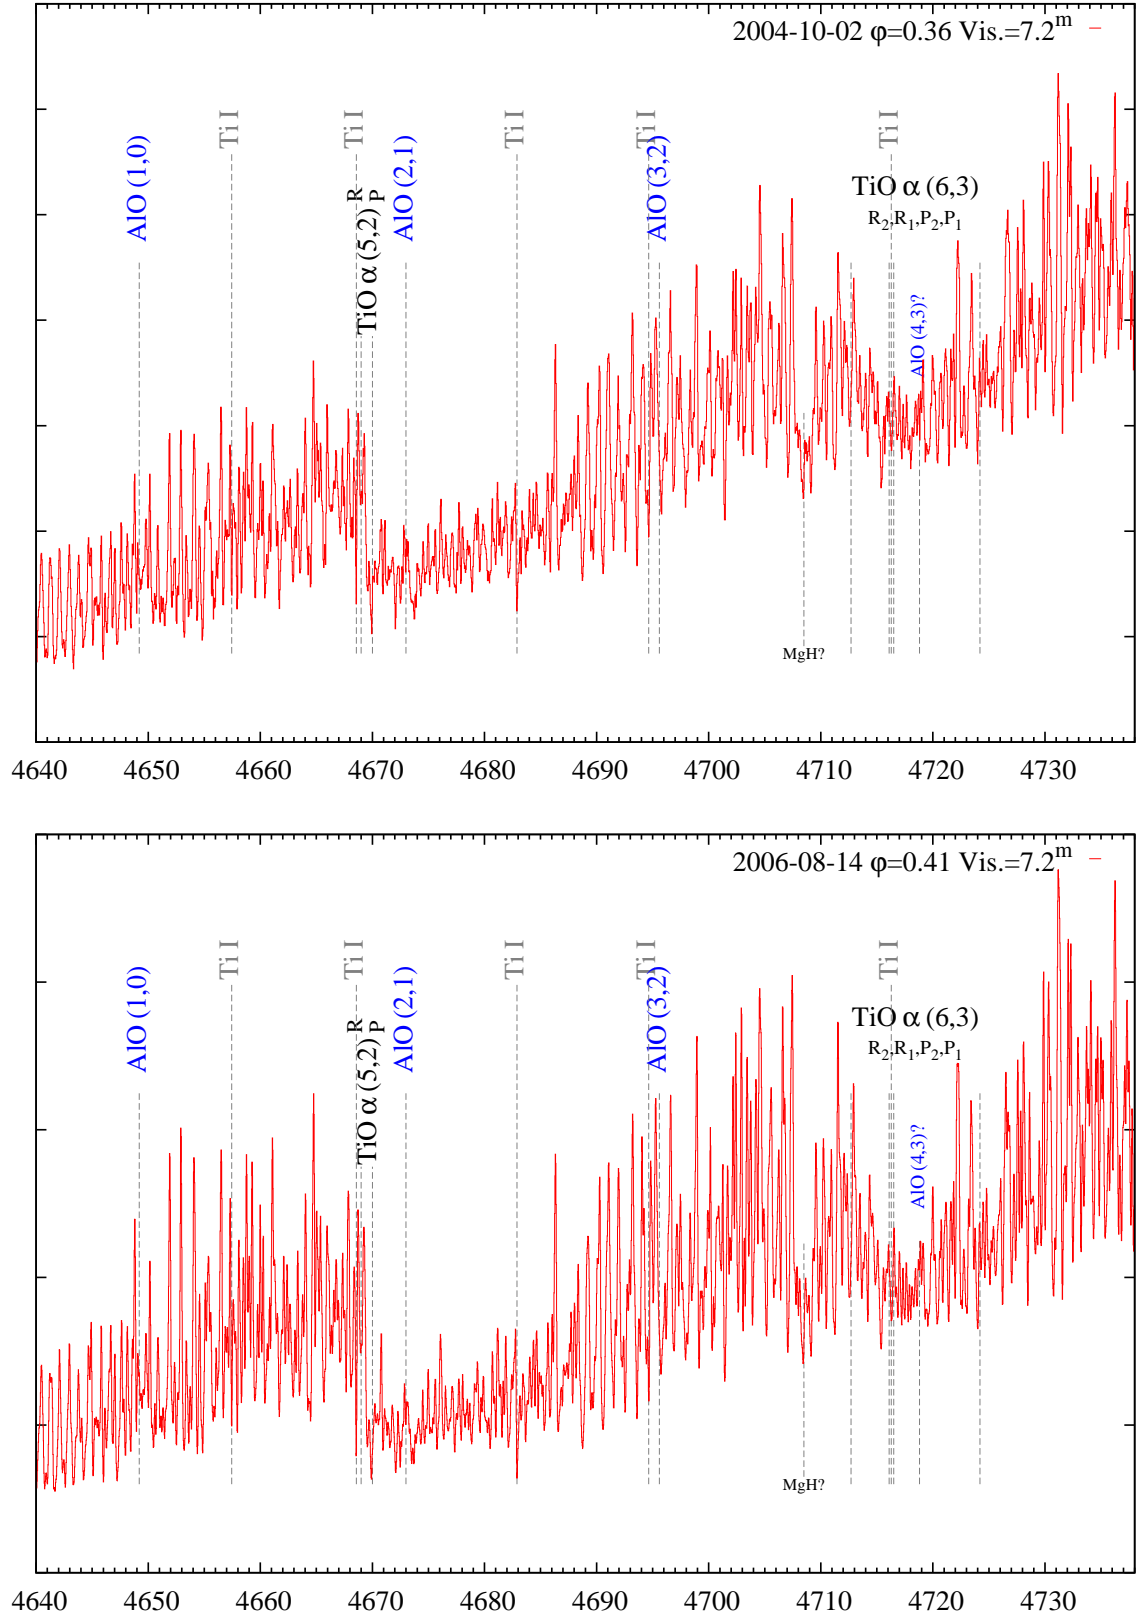 2004-10-02 φ=0.36 Vis.=7.2m
Ti I
Ti I
Ti I
Ti I
Ti I
AlO (1,0)
TiO α (5,2) R P
AlO (2,1)
AlO (3,2)
TiO α (6,3)
R2,R1,P2,P1
AlO (4,3)?
MgH?
4640 4650 4660 4670 4680 4690 4700 4710 4720 4730
2006-08-14 φ=0.41 Vis.=7.2m
Ti I
Ti I
Ti I
Ti I
Ti I
AlO (1,0)
TiO α (5,2) R P
AlO (2,1)
AlO (3,2)
TiO α (6,3)
R2,R1,P2,P1
AlO (4,3)?
MgH?
4640 4650 4660 4670 4680 4690 4700 4710 4720 4730